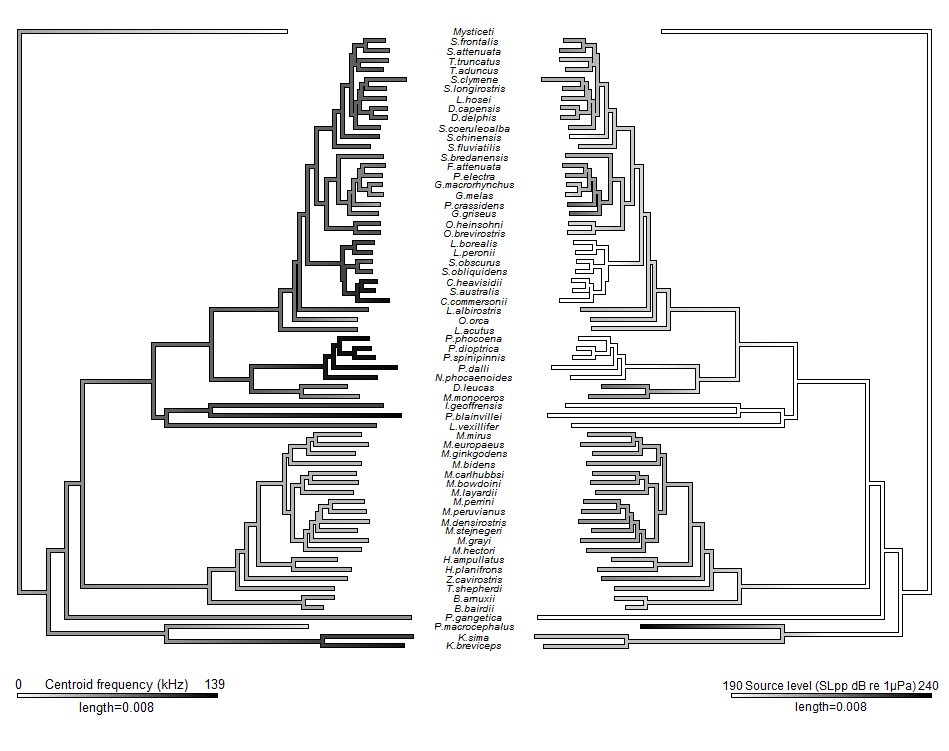 Mysticeti
S.frontalis
S.attenuata
T.truncatus
T.aduncus
S.clymene
S.longirostris
L.hosei
D.capensis
D.delphis
S.coeruleoalba
S.chinensis
S.fluviatilis
S.bredanensis
F.attenuata
P.electra
G.macrorhynchus
G.melas
P.crassidens
G.griseus
O.heinsohni
O.brevirostris
L.borealis
L.peronii
S.obscurus
S.obliquidens
C.heavisidii
S.australis
C.commersonii
L.albirostris
O.orca
L.acutus
P.phocoena
P.dioptrica
P.spinipinnis
P.dalli
N.phocaenoides
D.leucas
M.monoceros
I.geoffrensis
P.blainvillei
L.vexillifer
M.mirus
M.europaeus
M.ginkgodens
M.bidens
M.carlhubbsi
M.bowdoini
M.layardii
M.perrini
M.peruvianus
M.densirostris
M.stejnegeri
M.grayi
M.hectori
H.ampullatus
H.planifrons
Z.cavirostris
T.shepherdi
B.arnuxii
B.bairdii
P.gangetica
P.macrocephalus
K.sima
K.breviceps
0 Centroid frequency (kHz) 139
length=0.008
190 Source level (SLpp dB re 1µPa) 240
length=0.008